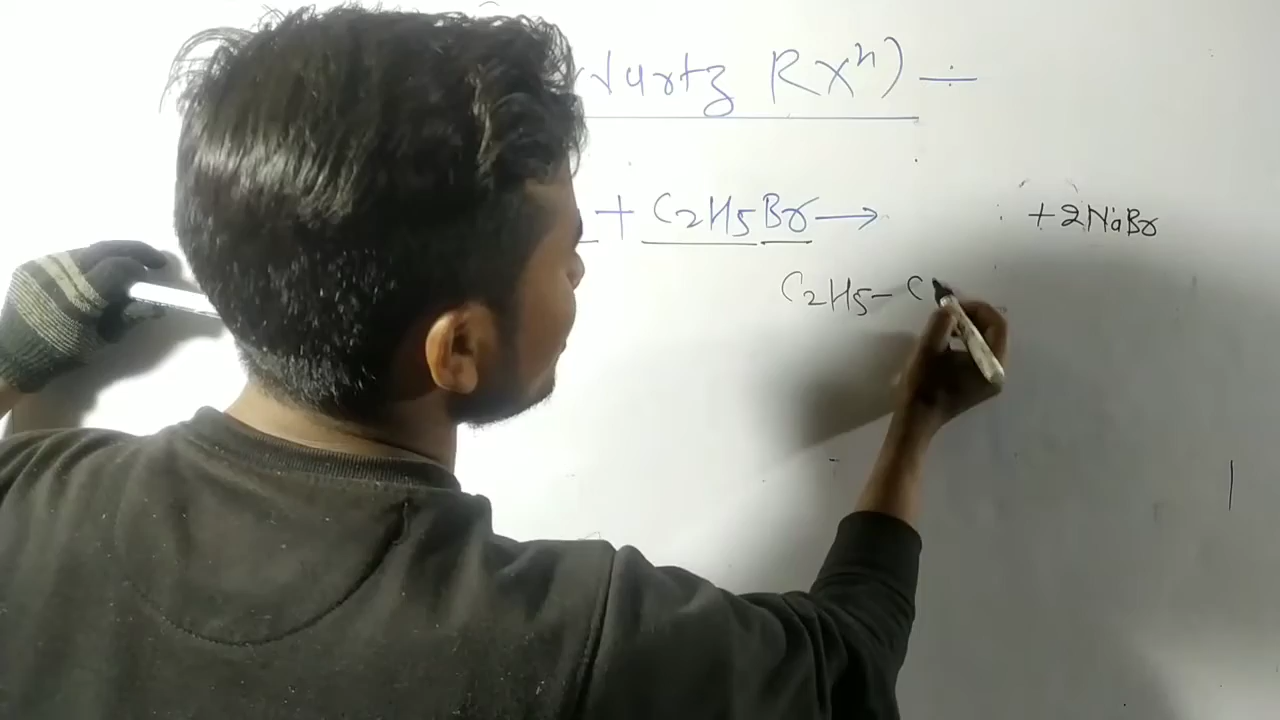 Wurtz Rxⁿ) ÷
+ C2H5Br → + 2NaBr
C2H5 - C